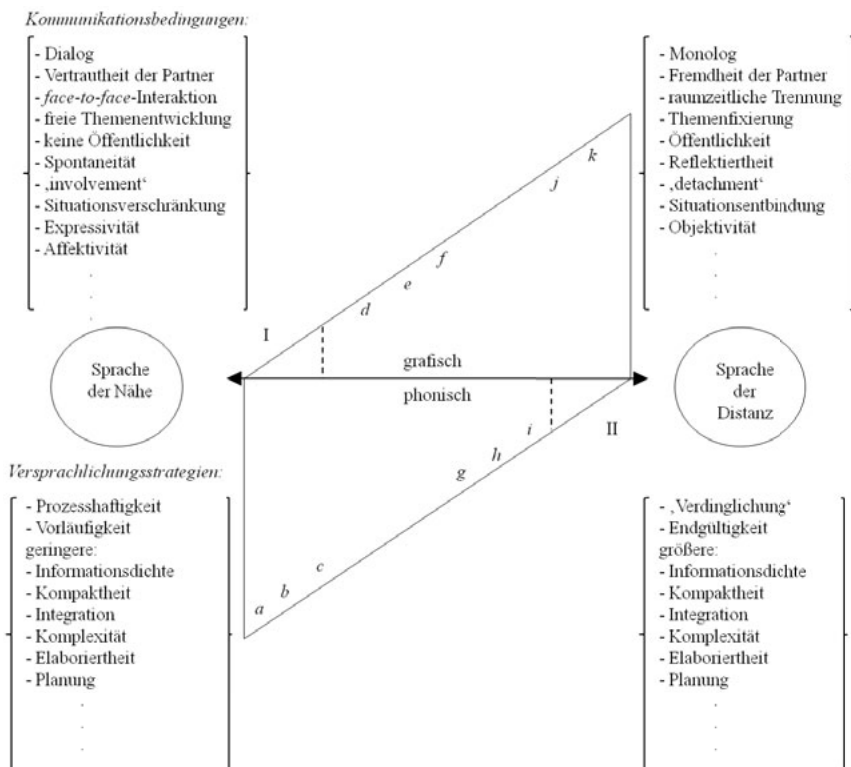 Kommunikationsbedingungen:
- Dialog
- Vertrautheit der Partner
- face-to-face-Interaktion
- freie Themenentwicklung
- keine Öffentlichkeit
- Spontaneität
- ‚involvement‘
- Situationsverschränkung
- Expressivität
- Affektivität
- Monolog
- Fremdheit der Partner
- raumzeitliche Trennung
- Themenfixierung
- Öffentlichkeit
- Reflektiertheit
- ‚detachment‘
- Situationsentbindung
- Objektivität
k
j
f
e
d
I
Sprache
der Nähe
grafisch
phonisch
Sprache
der
Distanz
II
i
h
g
c
b
a
Versprachlichungsstrategien:
- Prozesshaftigkeit
- Vorläufigkeit
geringere:
- Informationsdichte
- Kompaktheit
- Integration
- Komplexität
- Elaboriertheit
- Planung
- ‚Verdinglichung‘
- Endgültigkeit
größere:
- Informationsdichte
- Kompaktheit
- Integration
- Komplexität
- Elaboriertheit
- Planung